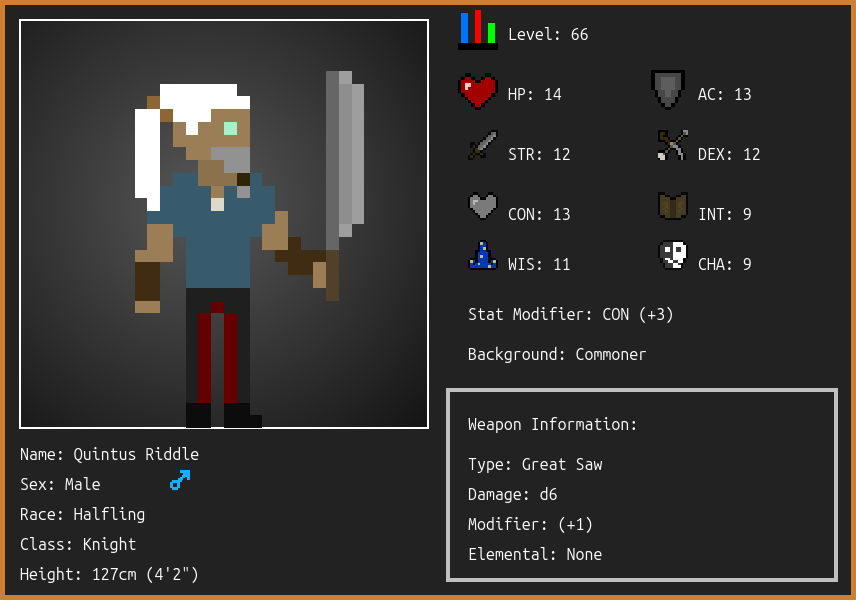 Level: 66
HP: 14
AC: 13
STR: 12
DEX: 12
CON: 13
INT: 9
WIS: 11
CHA: 9
Stat Modifier: CON (+3)
Background: Commoner
Weapon Information:
Type: Great Saw
Damage: d6
Modifier: (+1)
Elemental: None
Name: Quintus Riddle
Sex: Male
Race: Halfling
Class: Knight
Height: 127cm (4'2")